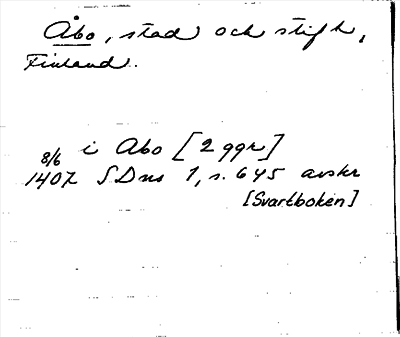 Åbo, stad och stift,
Finland.
8/6 i Abo [2 ggr]
1407 SDns 1, s. 645 avskr
[Svartboken]